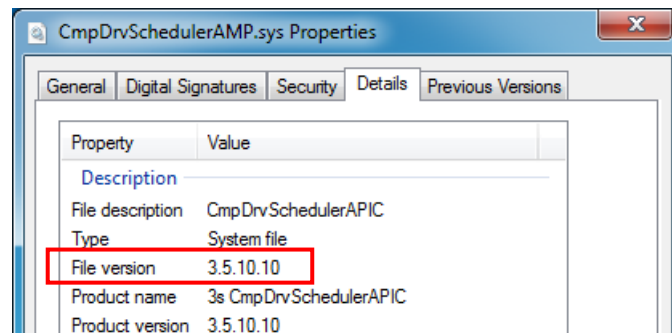 CmpDrvSchedulerAMP.sys Properties
General Digital Signatures Security Details Previous Versions
Property Value
Description
File description CmpDrvSchedulerAPIC
Type System file
File version 3.5.10.10
Product name 3s CmpDrvSchedulerAPIC
Product version 3.5.10.10